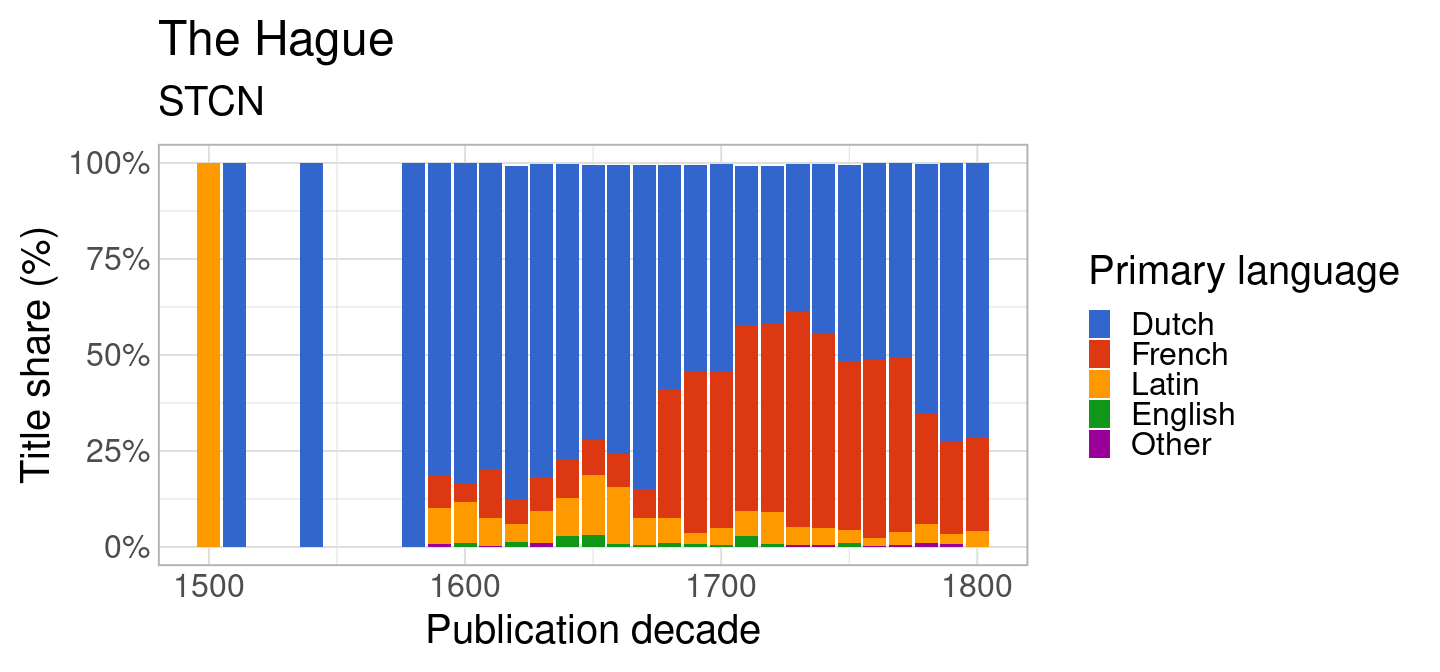 The Hague
STCN
100%
75%
50%
25%
0%
Title share (%)
1500 1600 1700 1800
Publication decade
Primary language
Dutch
French
Latin
English
Other